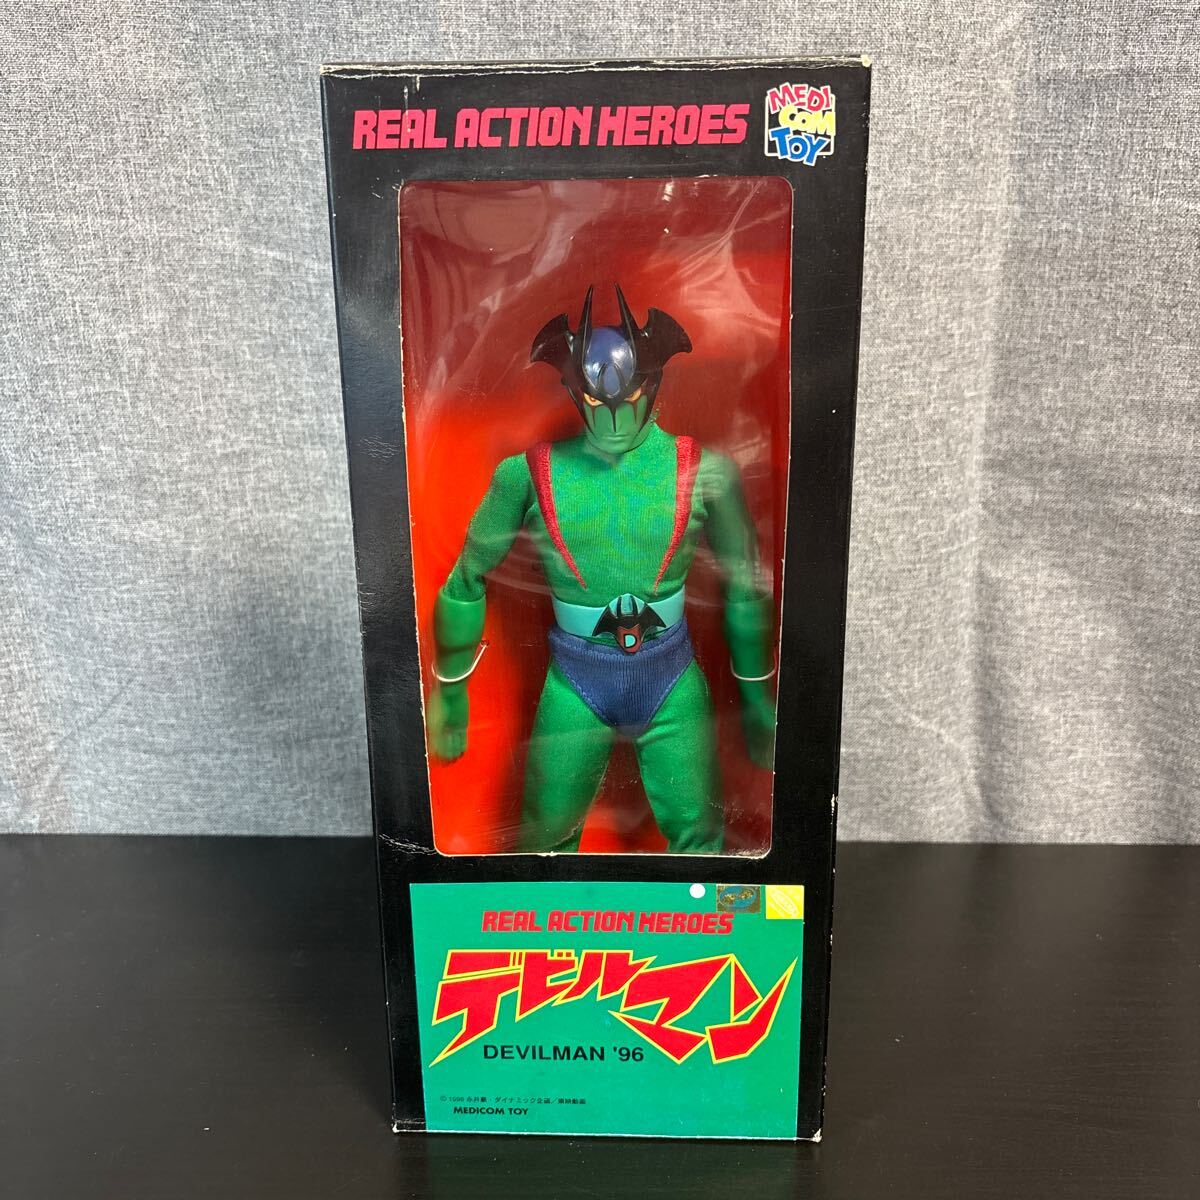 REAL ACTION HEROES
MEDI
COM
TOY
D
REAL ACTION HEROES
デビルマン
DEVILMAN '96
MEDICOM TOY